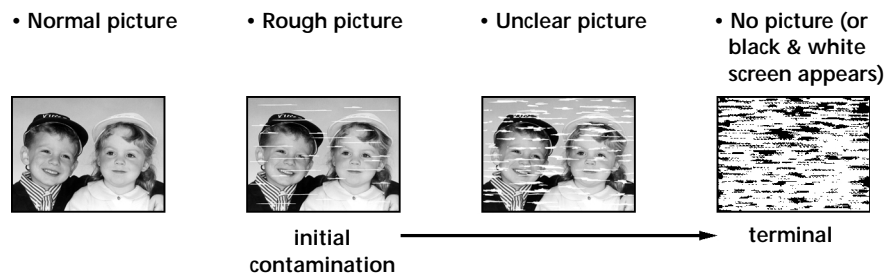 • Normal picture
• Rough picture
• Unclear picture
• No picture (or
black & white
screen appears)
initial
contamination
terminal